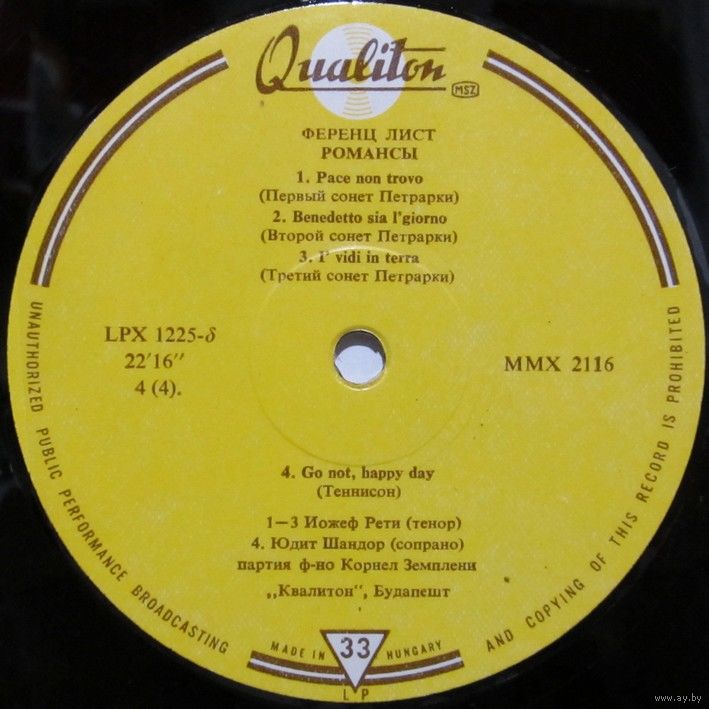 Qualiton
MSZ
ФЕРЕНЦ ЛИСТ
РОМАНСЫ
1. Pace non trovo
(Первый сонет Петрарки)
2. Benedetto sia l'giorno
(Второй сонет Петрарки)
3. I' vidi in terra
(Третий сонет Петрарки)
LPX 1225-δ
22'16"
4 (4).
MMX 2116
4. Go not, happy day
(Теннисон)
1—3 Иожеф Рети (тенор)
4. Юдит Шандор (сопрано)
партия ф-но Корнел Земплени
„Квалитон", Будапешт
UNAUTHORIZED PUBLIC PERFORMANCE BROADCASTING AND COPYING OF THIS RECORD IS PROHIBITED
MADE IN HUNGARY
33
LP
www.ay.by